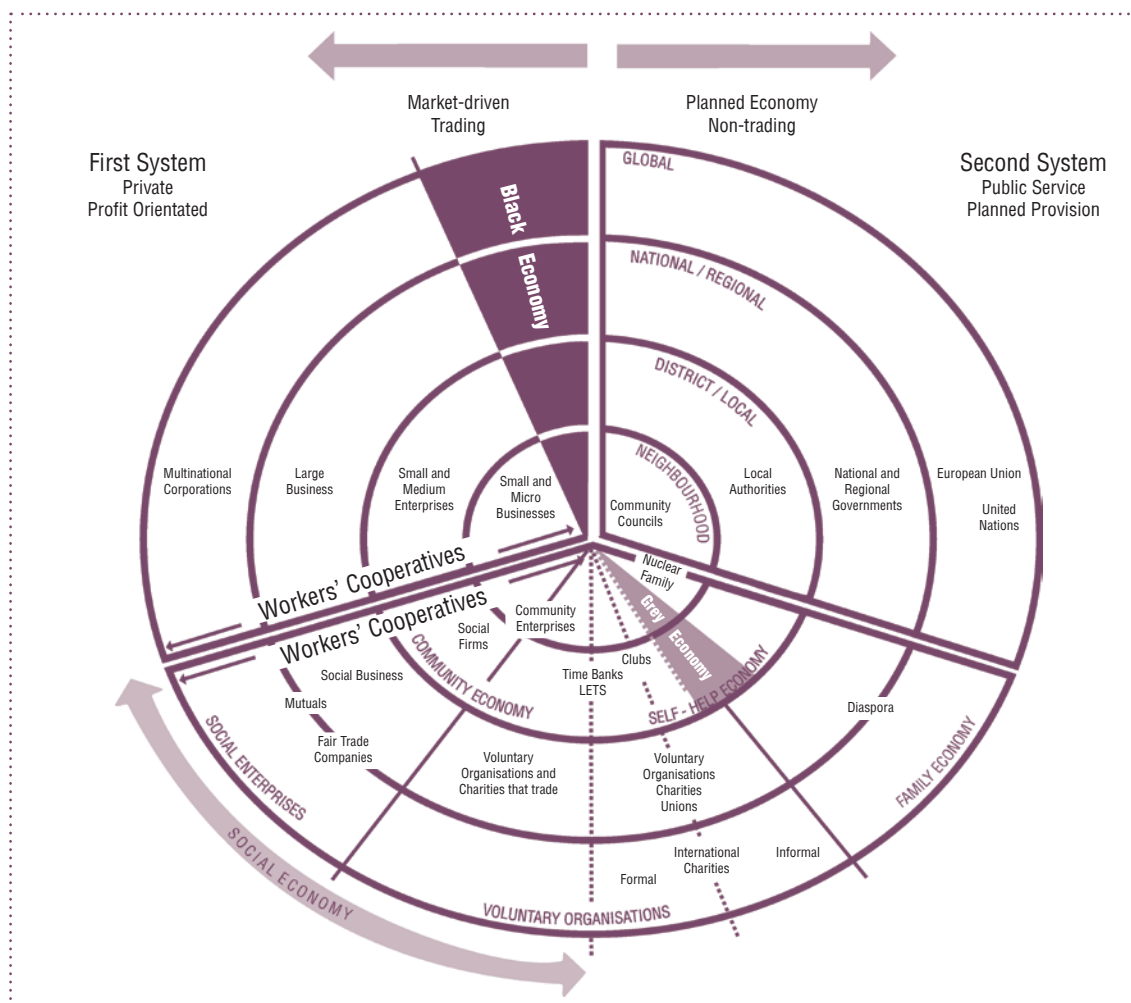 Market-driven
Trading
Planned Economy
Non-trading
First System
Private
Profit Orientated
Second System
Public Service
Planned Provision
GLOBAL
Black
Economy
NATIONAL / REGIONAL
DISTRICT / LOCAL
NEIGHBOURHOOD
Multinational
Corporations
Large
Business
Small and
Medium
Enterprises
Small and
Micro
Businesses
Community
Councils
Local
Authorities
National and
Regional
Governments
European Union
United
Nations
Workers' Cooperatives
Workers' Cooperatives
Nuclear
Family
Grey
Economy
Community
Enterprises
Social
Firms
Clubs
Time Banks
LETS
Social Business
COMMUNITY ECONOMY
SELF - HELP ECONOMY
Mutuals
Diaspora
Fair Trade
Companies
Voluntary
Organisations and
Charities that trade
Voluntary
Organisations
Charities
Unions
SOCIAL ENTERPRISES
FAMILY ECONOMY
International
Charities
Informal
Formal
VOLUNTARY ORGANISATIONS
SOCIAL ECONOMY